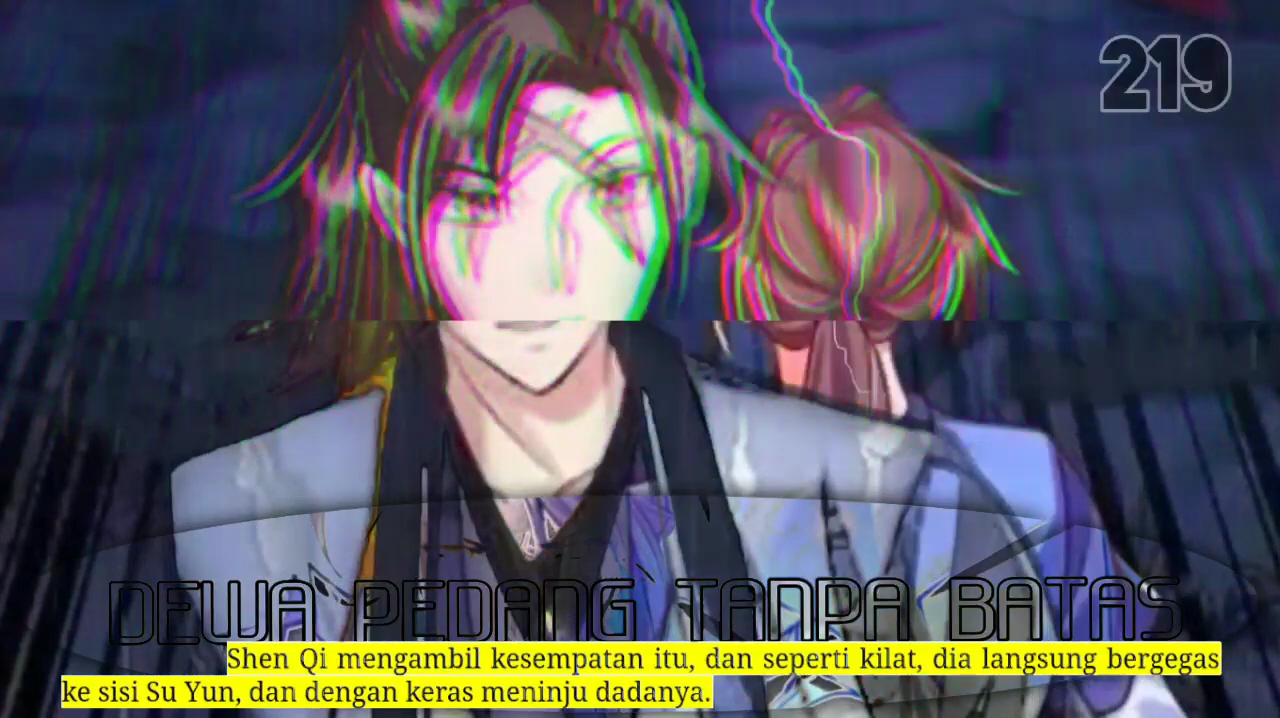 219
DEWA PEDANG TANPA BATAS
Shen Qi mengambil kesempatan itu, dan seperti kilat, dia langsung bergegas
ke sisi Su Yun, dan dengan keras meninju dadanya.